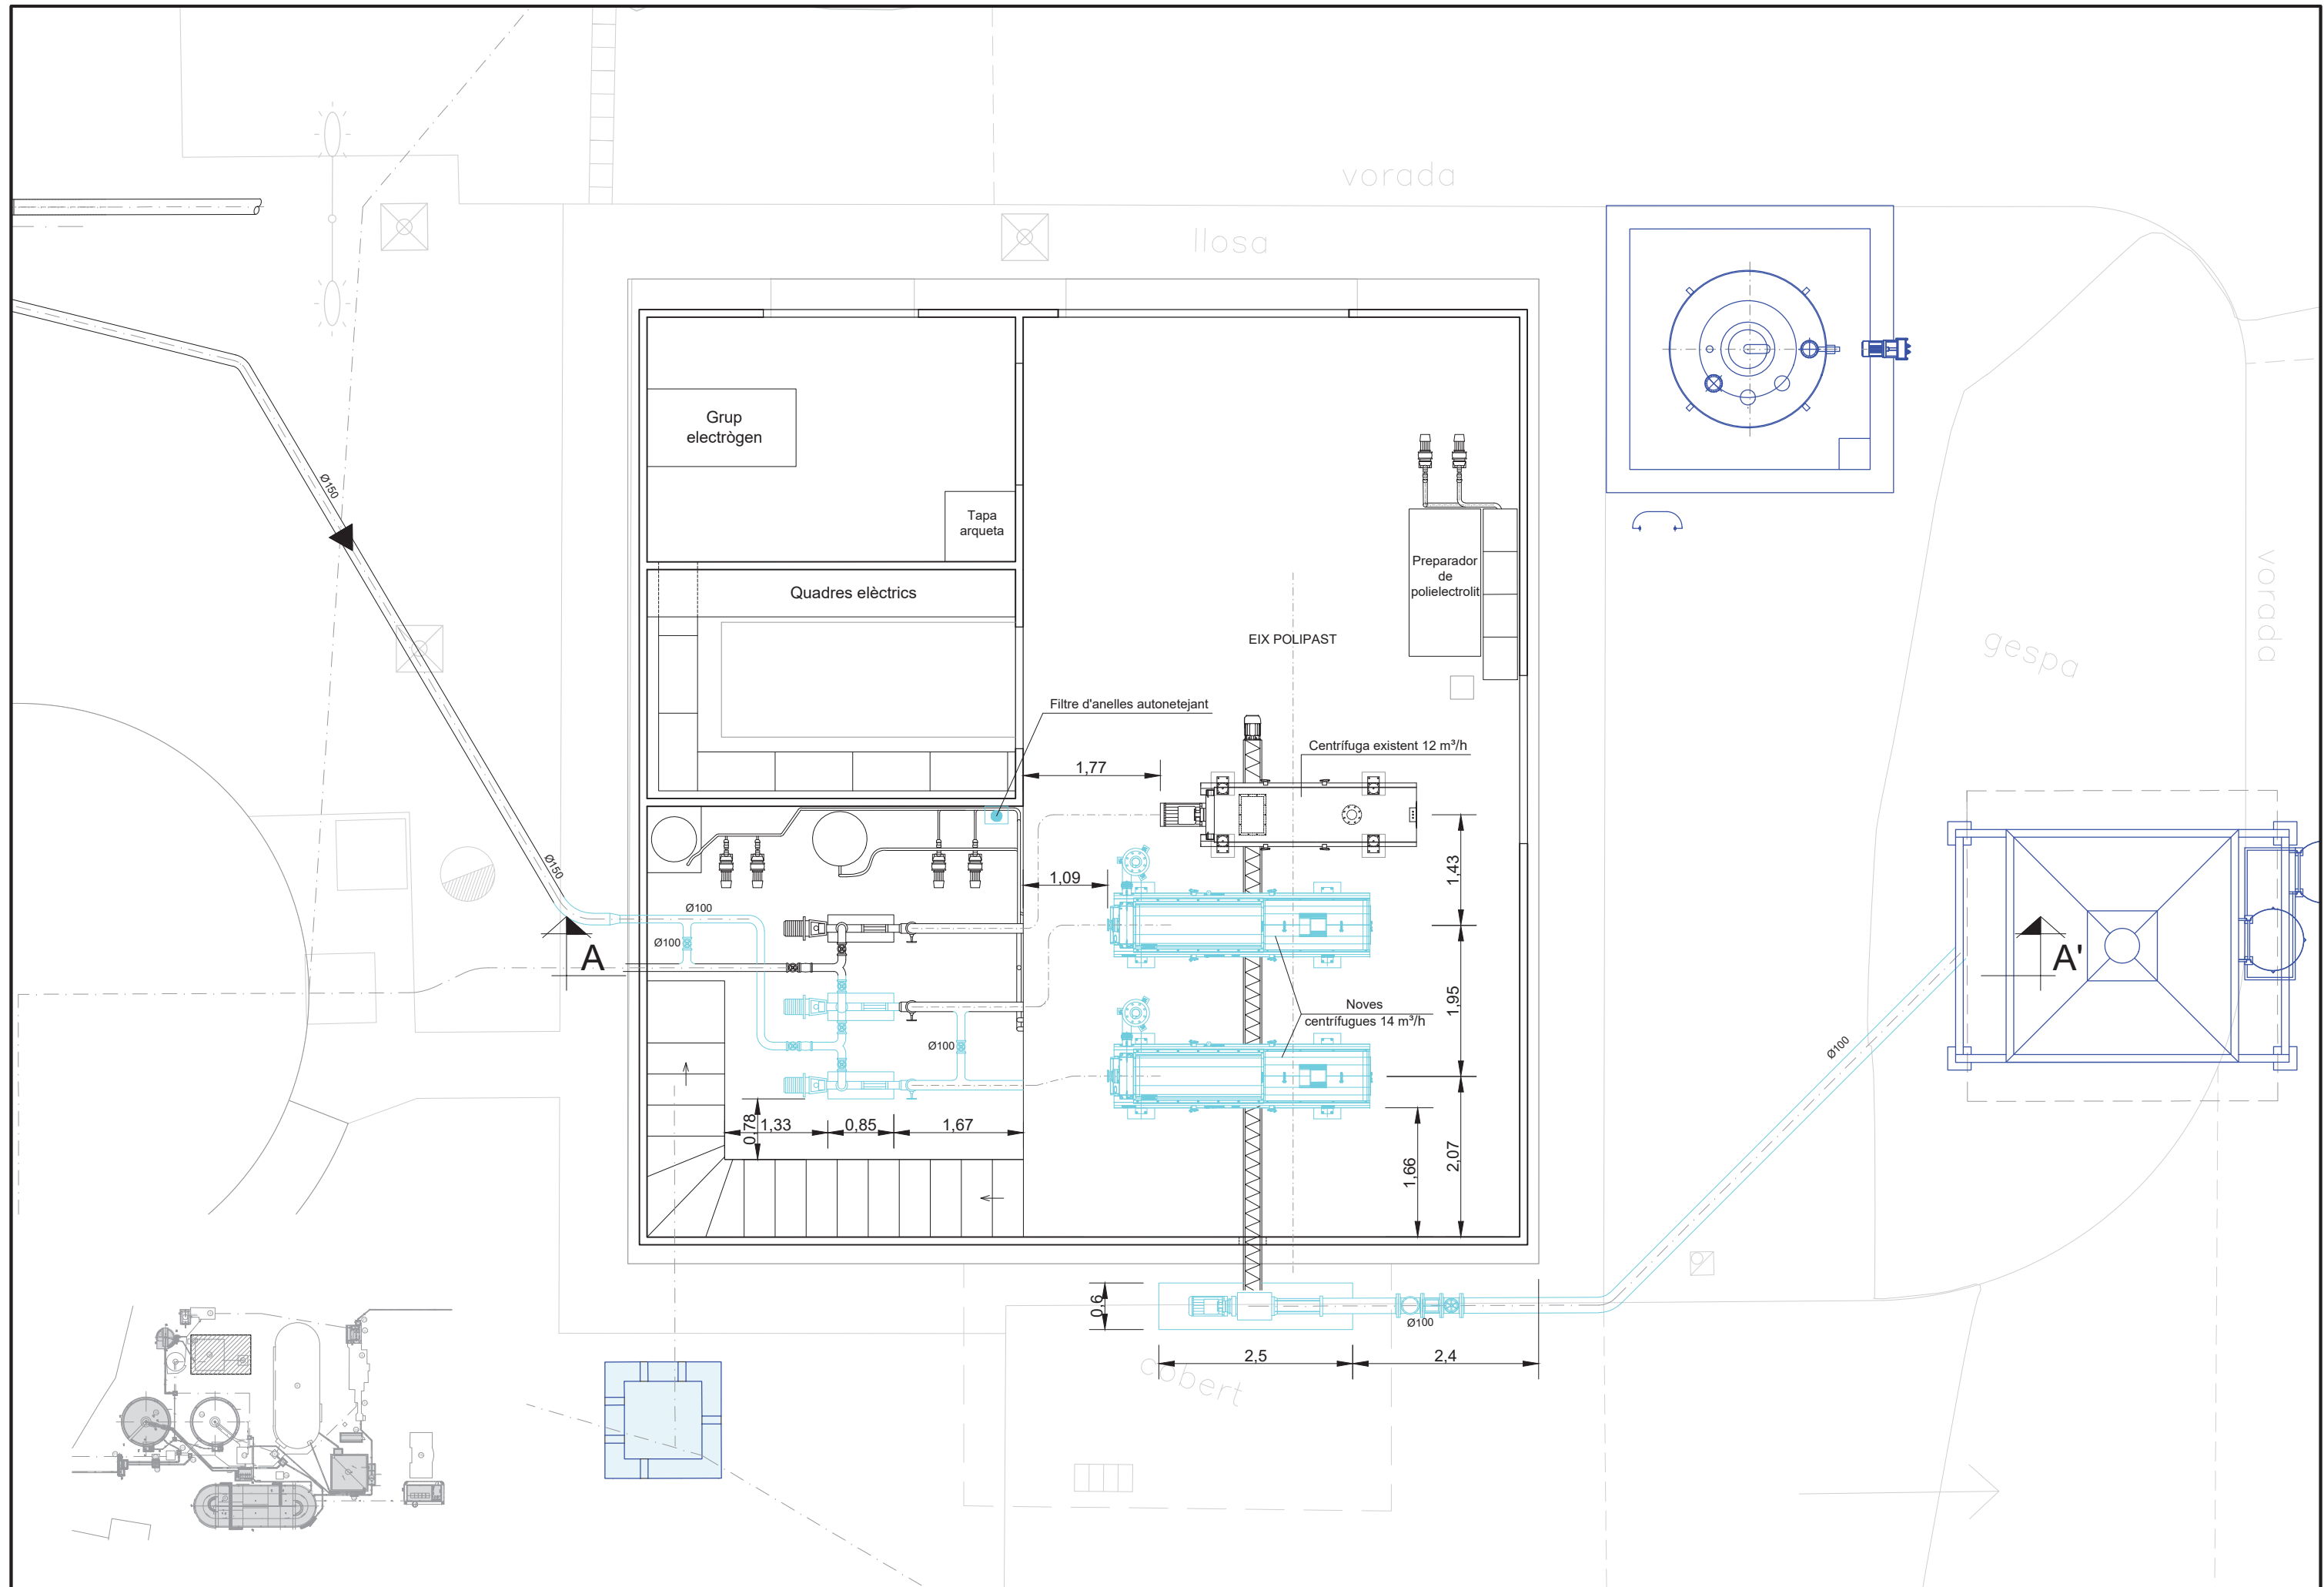 vorada
llosa
Grup
electrògen
Tapa
arqueta
Ø150
Preparador
de
polielectrolit
Quadres elèctrics
vorada
EIX POLIPAST
gespa
Filtre d'anelles autonetejant
Centrífuga existent 12 m³/h
1,77
1,43
Ø150
1,09
Ø100
Ø100
A
A'
1,95
Noves
centrífugues 14 m³/h
Ø100
Ø100
0,78
1,33
0,85
1,67
1,66
2,07
0,6
Ø100
2,5
2,4
cobert